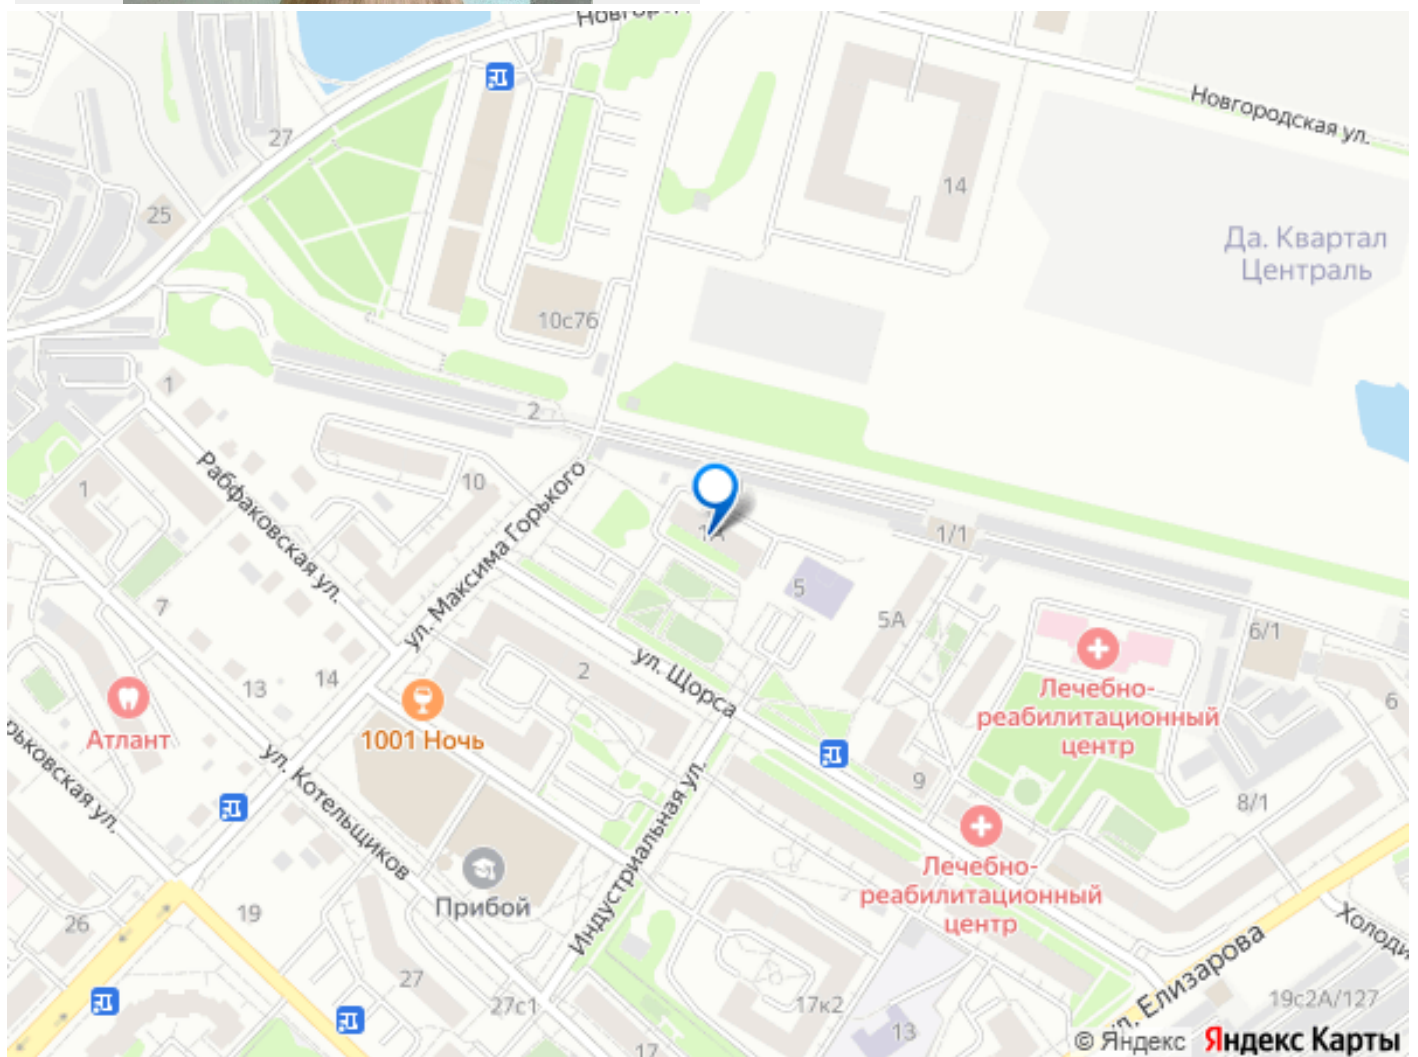 Новгородская ул.
27
14
25
Да. Квартал
Централь
10с76
1
2
Рабфаковская ул.
10
1
ул. Максима Горького
1А
1/1
5
5А
7
6/1
ул. Щорса
2
Лечебно-
реабилитационный
центр
6
14
13
Атлант
1001 Ночь
ул. Котельщиков
Индустриальная ул.
9
8/1
Лечебно-
реабилитационный
центр
Прибой
19
26
27
27с1
17к2
13
17
19с2А/127
© Яндекс Яндекс Карты